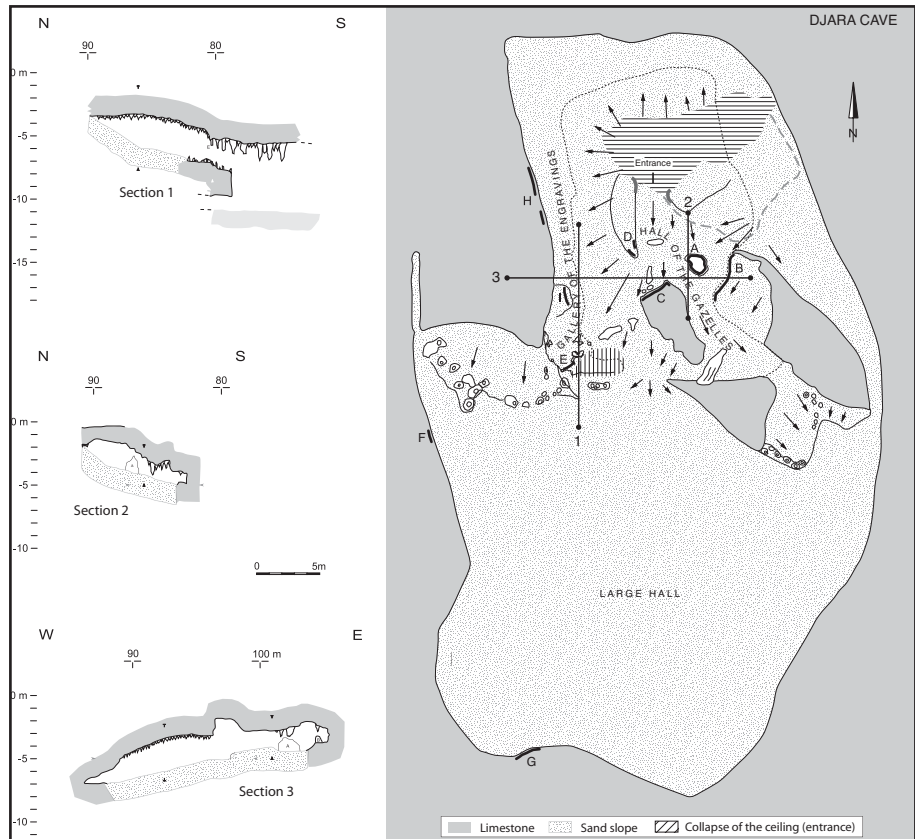 DJARA CAVE
N S
90 80
0 m
-5
-10
-15
Section 1
N S
90 80
0 m
-5
-10
Section 2
0 5m
W E
90 100 m
0 m
-5
-10
Section 3
N
Entrance
GALLERY OF THE ENGRAVINGS
HALL OF THE GAZELLES
H
2
D
A
B
3
C
I
E
1
F
LARGE HALL
G
Limestone Sand slope Collapse of the ceiling (entrance)